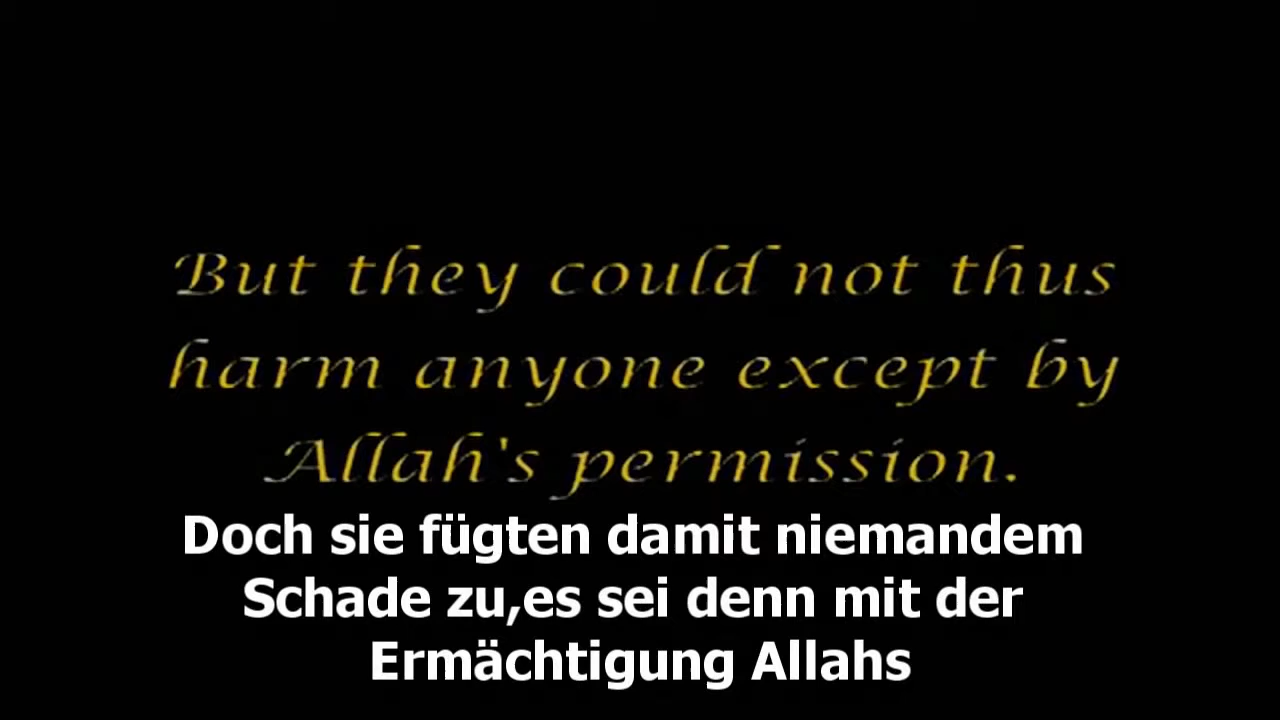 But they could not thus
harm anyone except by
Allah's permission.
Doch sie fügten damit niemandem
Schade zu,es sei denn mit der
Ermächtigung Allahs